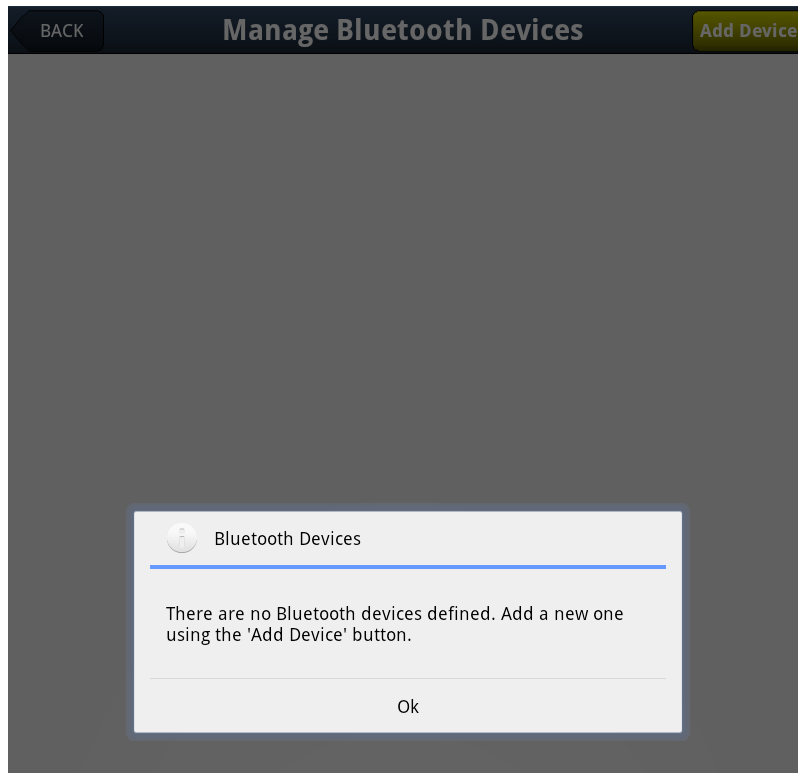 BACK
Manage Bluetooth Devices
Add Device
Bluetooth Devices
There are no Bluetooth devices defined. Add a new one
using the 'Add Device' button.
Ok